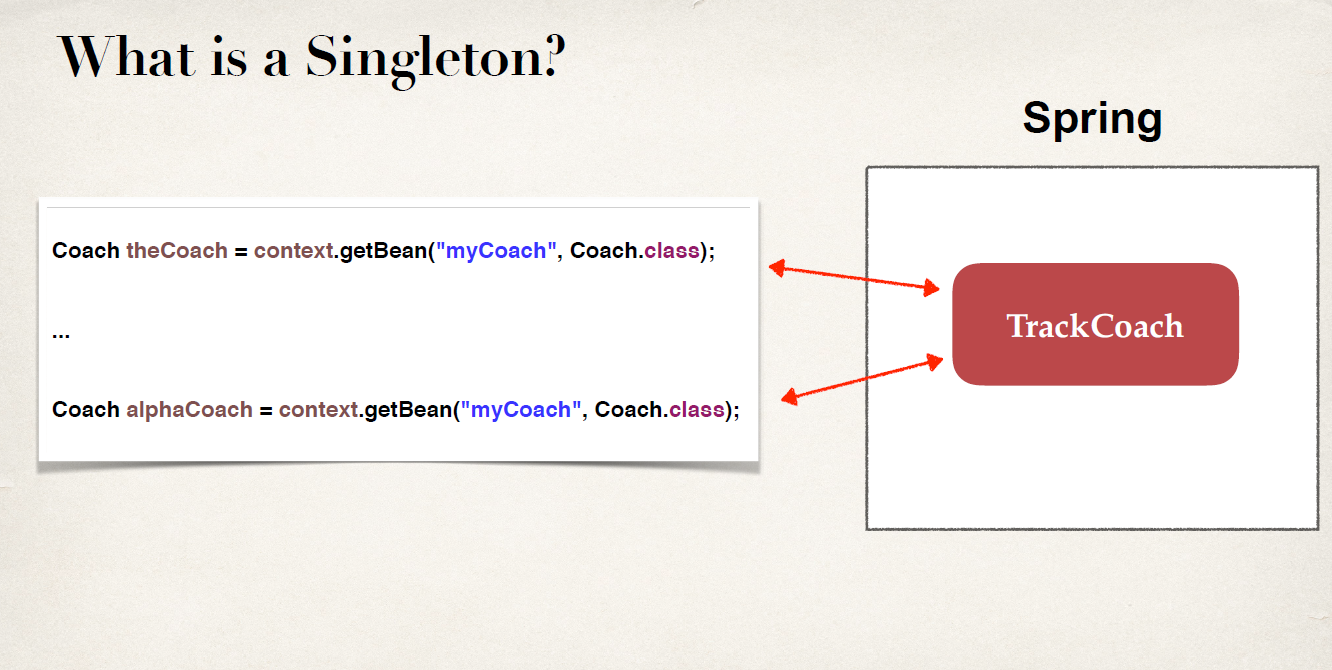 What is a Singleton?
Spring
Coach theCoach = context.getBean("myCoach", Coach.class);
...
Coach alphaCoach = context.getBean("myCoach", Coach.class);
TrackCoach